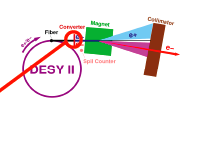 Collimator
Magnet
Converter
Fiber
e+
e−
DESY II
Spill Counter